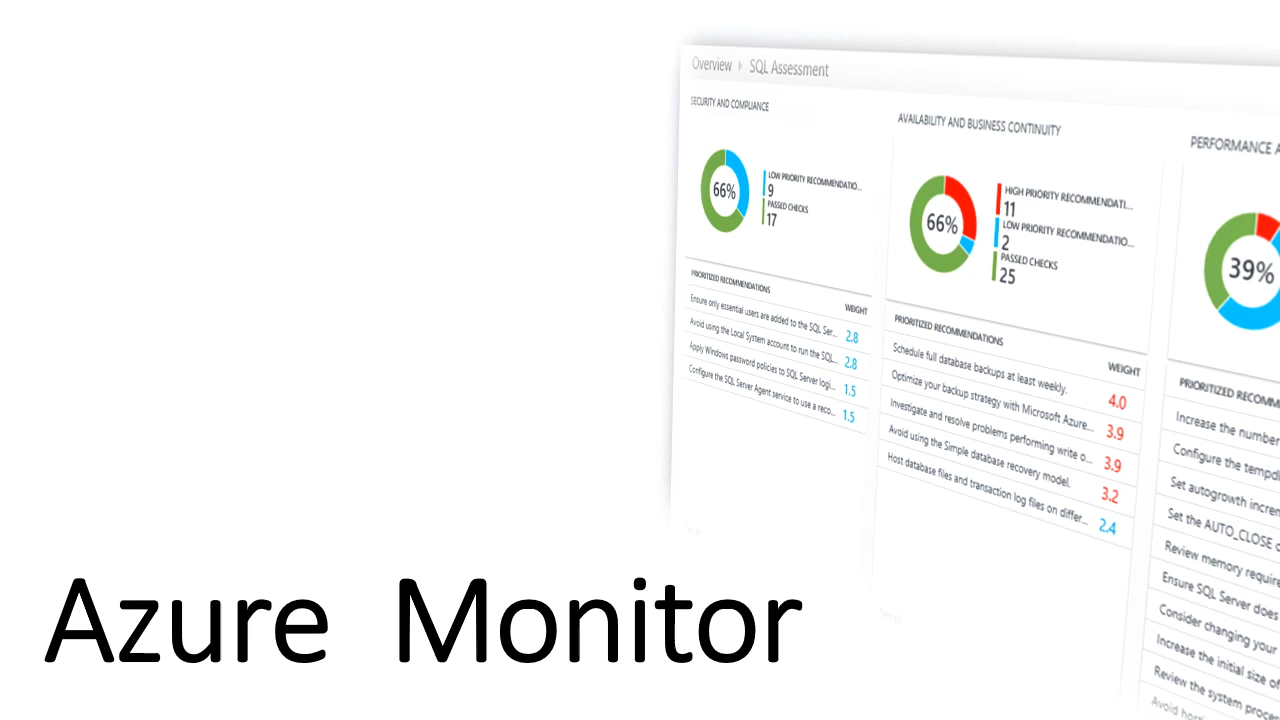 Overview ▸ SQL Assessment
SECURITY AND COMPLIANCE
66%
LOW PRIORITY RECOMMENDATIO...
9
PASSED CHECKS
17
PRIORITIZED RECOMMENDATIONS
WEIGHT
Ensure only essential users are added to the SQL Ser... 2.8
Avoid using the Local System account to run the SQL... 2.8
Apply Windows password policies to SQL Server logi... 1.5
Configure the SQL Server Agent service to use a reco... 1.5
AVAILABILITY AND BUSINESS CONTINUITY
66%
HIGH PRIORITY RECOMMENDATI...
11
LOW PRIORITY RECOMMENDATIO...
2
PASSED CHECKS
25
PRIORITIZED RECOMMENDATIONS
WEIGHT
Schedule full database backups at least weekly. 4.0
Optimize your backup strategy with Microsoft Azure... 3.9
Investigate and resolve problems performing write o... 3.9
Avoid using the Simple database recovery model. 3.2
Host database files and transaction log files on differ... 2.4
PERFORMANCE A
39%
PRIORITIZED RECOMM
Increase the number
Configure the tempd
Set autogrowth increm
Set the AUTO_CLOSE
Review memory require
Ensure SQL Server does
Consider changing your
Increase the initial size of
Review the system proces
Avoid
Azure Monitor